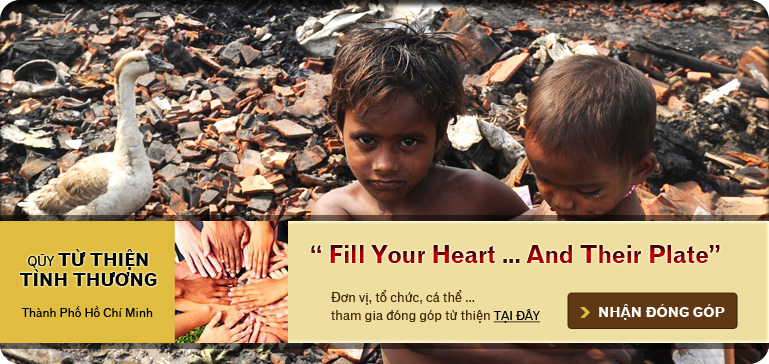 QŨY TỪ THIỆN
TÌNH THƯƠNG
Thành Phố Hồ Chí Minh
“ Fill Your Heart ... And Their Plate”
Đơn vị, tổ chức, cá thể ...
tham gia đóng góp từ thiện TẠI ĐÂY
NHẬN ĐÓNG GÓP